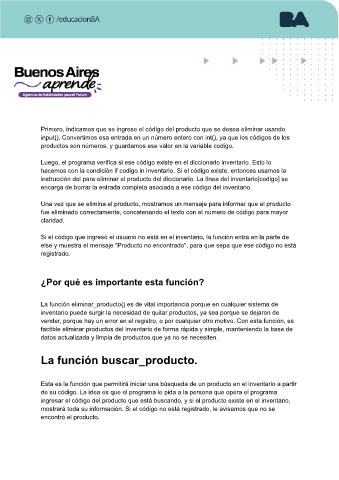 /educacionBA
BA
Buenos Aires
aprende
Agencia de Habilidades para el Futuro
Primero, indicamos que se ingrese el código del producto que se desea eliminar usando
input(). Convertimos esa entrada en un número entero con int(), ya que los códigos de los
productos son números, y guardamos ese valor en la variable codigo.
Luego, el programa verifica si ese código existe en el diccionario inventario. Esto lo
hacemos con la condición if codigo in inventario. Si el código existe, entonces usamos la
instrucción del para eliminar el producto del diccionario. La línea del inventario[codigo] se
encarga de borrar la entrada completa asociada a ese código del inventario.
Una vez que se elimina el producto, mostramos un mensaje para informar que el producto
fue eliminado correctamente, concatenando el texto con el número de código para mayor
claridad.
Si el código que ingresó el usuario no está en el inventario, la función entra en la parte de
else y muestra el mensaje "Producto no encontrado", para que sepa que ese código no está
registrado.
¿Por qué es importante esta función?
La función eliminar_producto() es de vital importancia porque en cualquier sistema de
inventario puede surgir la necesidad de quitar productos, ya sea porque se dejaron de
vender, porque hay un error en el registro, o por cualquier otro motivo. Con esta función, es
factible eliminar productos del inventario de forma rápida y simple, manteniendo la base de
datos actualizada y limpia de productos que ya no se necesiten.
La función buscar_producto.
Esta es la función que permitirá iniciar una búsqueda de un producto en el inventario a partir
de su código. La idea es que el programa le pida a la persona que opera el programa
ingresar el código del producto que está buscando, y si el producto existe en el inventario,
mostrará toda su información. Si el código no está registrado, le avisamos que no se
encontró el producto.